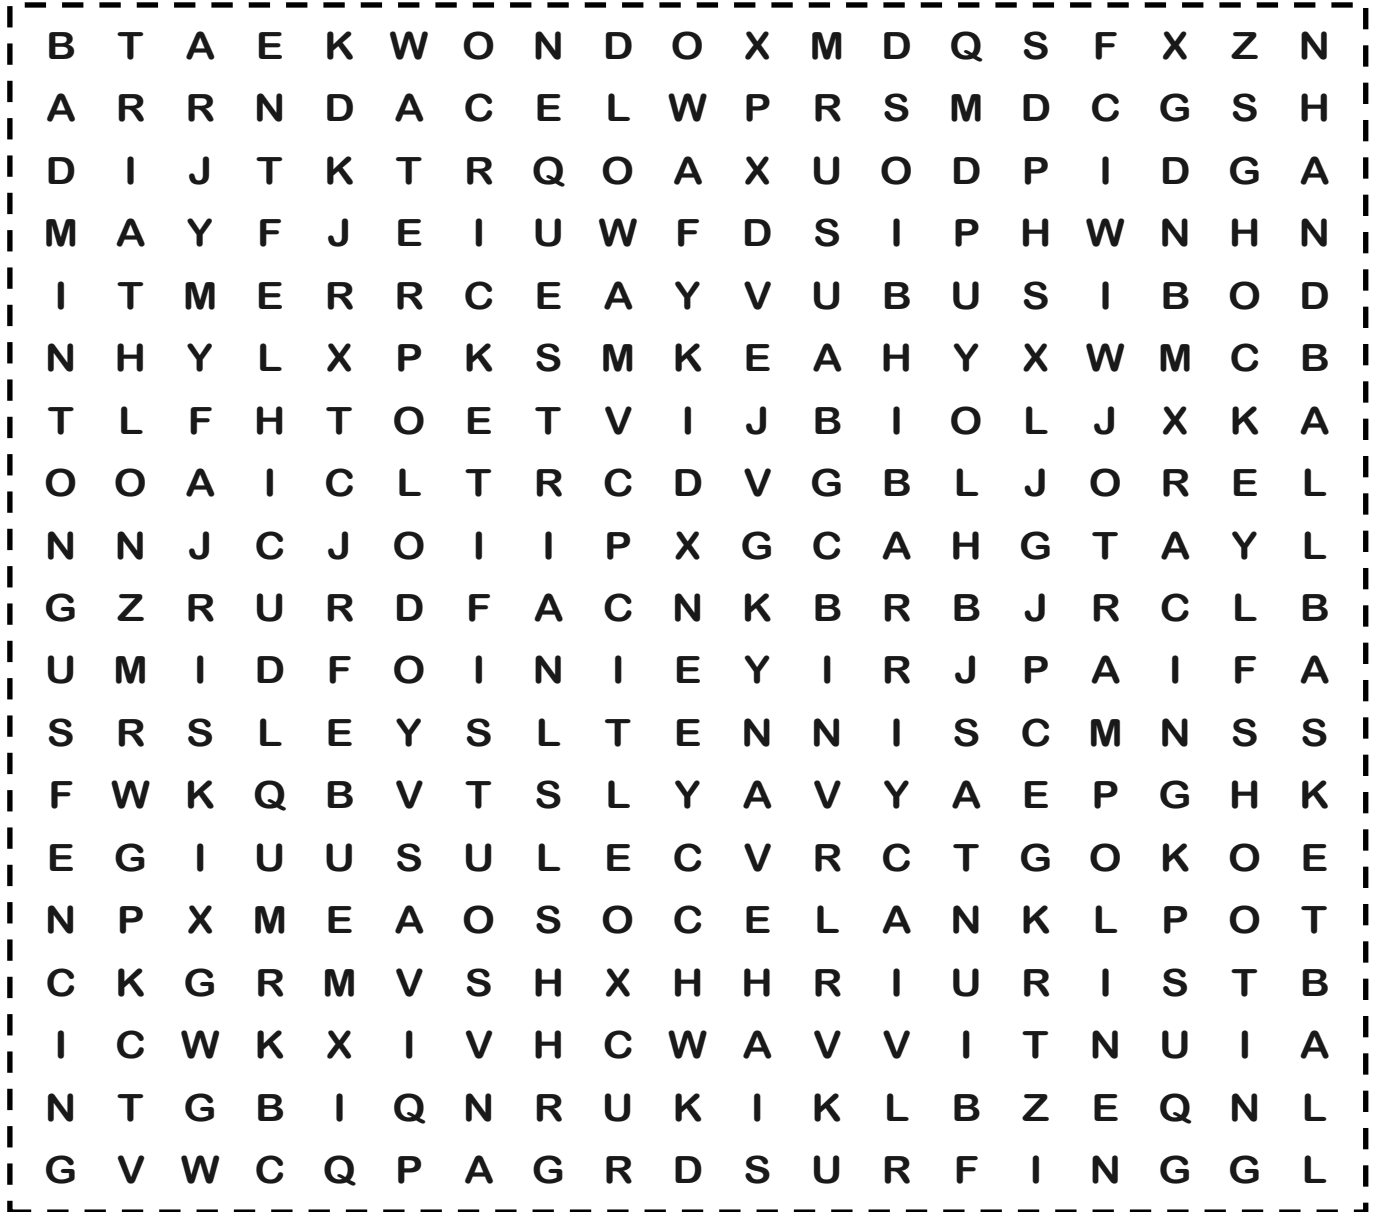 B T A E K W O N D O X M D Q S F X Z N
A R R N D A C E L W P R S M D C G S H
D I J T K T R Q O A X U O D P I D G A
M A Y F J E I U W F D S I P H W N H N
I T M E R R C E A Y V U B U S I B O D
N H Y L X P K S M K E A H Y X W M C B
T L F H T O E T V I J B I O L J X K A
O O A I C L T R C D V G B L J O R E L
N N J C J O I I P X G C A H G T A Y L
G Z R U R D F A C N K B R B J R C L B
U M I D F O I N I E Y I R J P A I F A
S R S L E Y S L T E N N I S C M N S S
F W K Q B V T S L Y A V Y A E P G H K
E G I U U S U L E C V R C T G O K O E
N P X M E A O S O C E L A N K L P O T
C K G R M V S H X H H R I U R I S T B
I C W K X I V H C W A V V I T N U I A
N T G B I Q N R U K I K L B Z E Q N L
G V W C Q P A G R D S U R F I N G G L